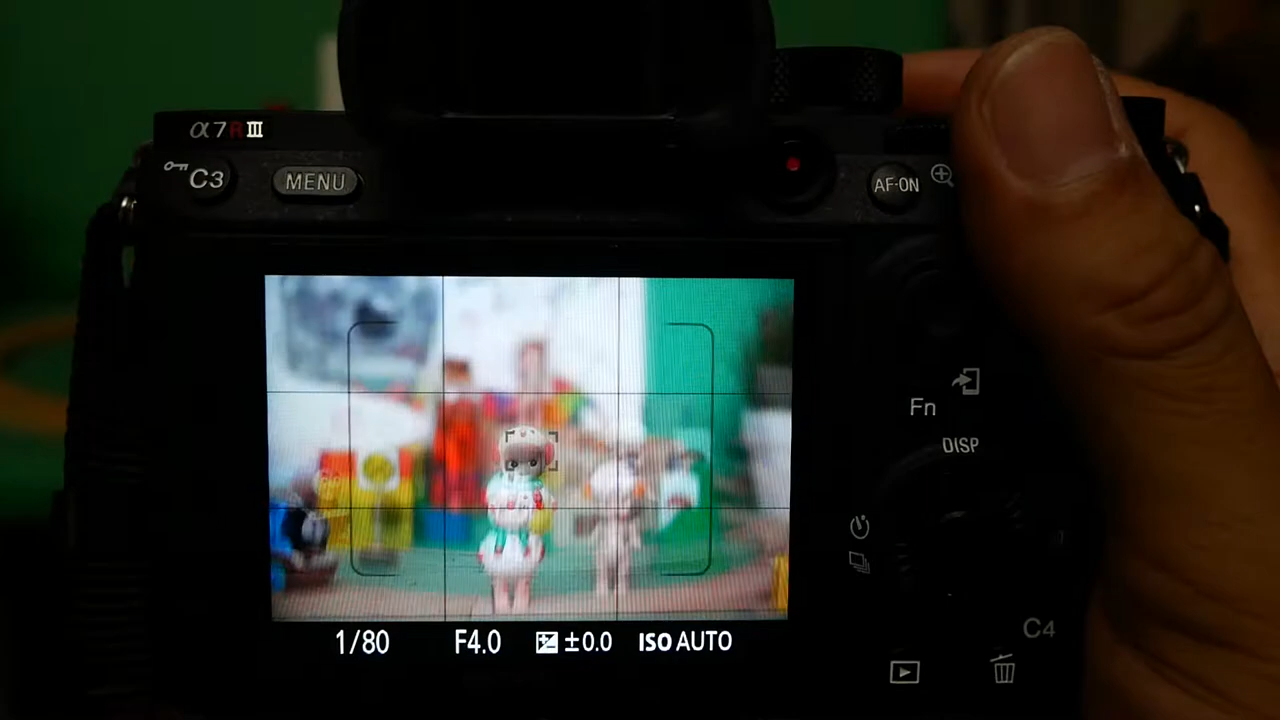 α7RIII
C3
MENU
AF-ON
Fn
DISP
1/80 F4.0 ±0.0 ISO AUTO
C4